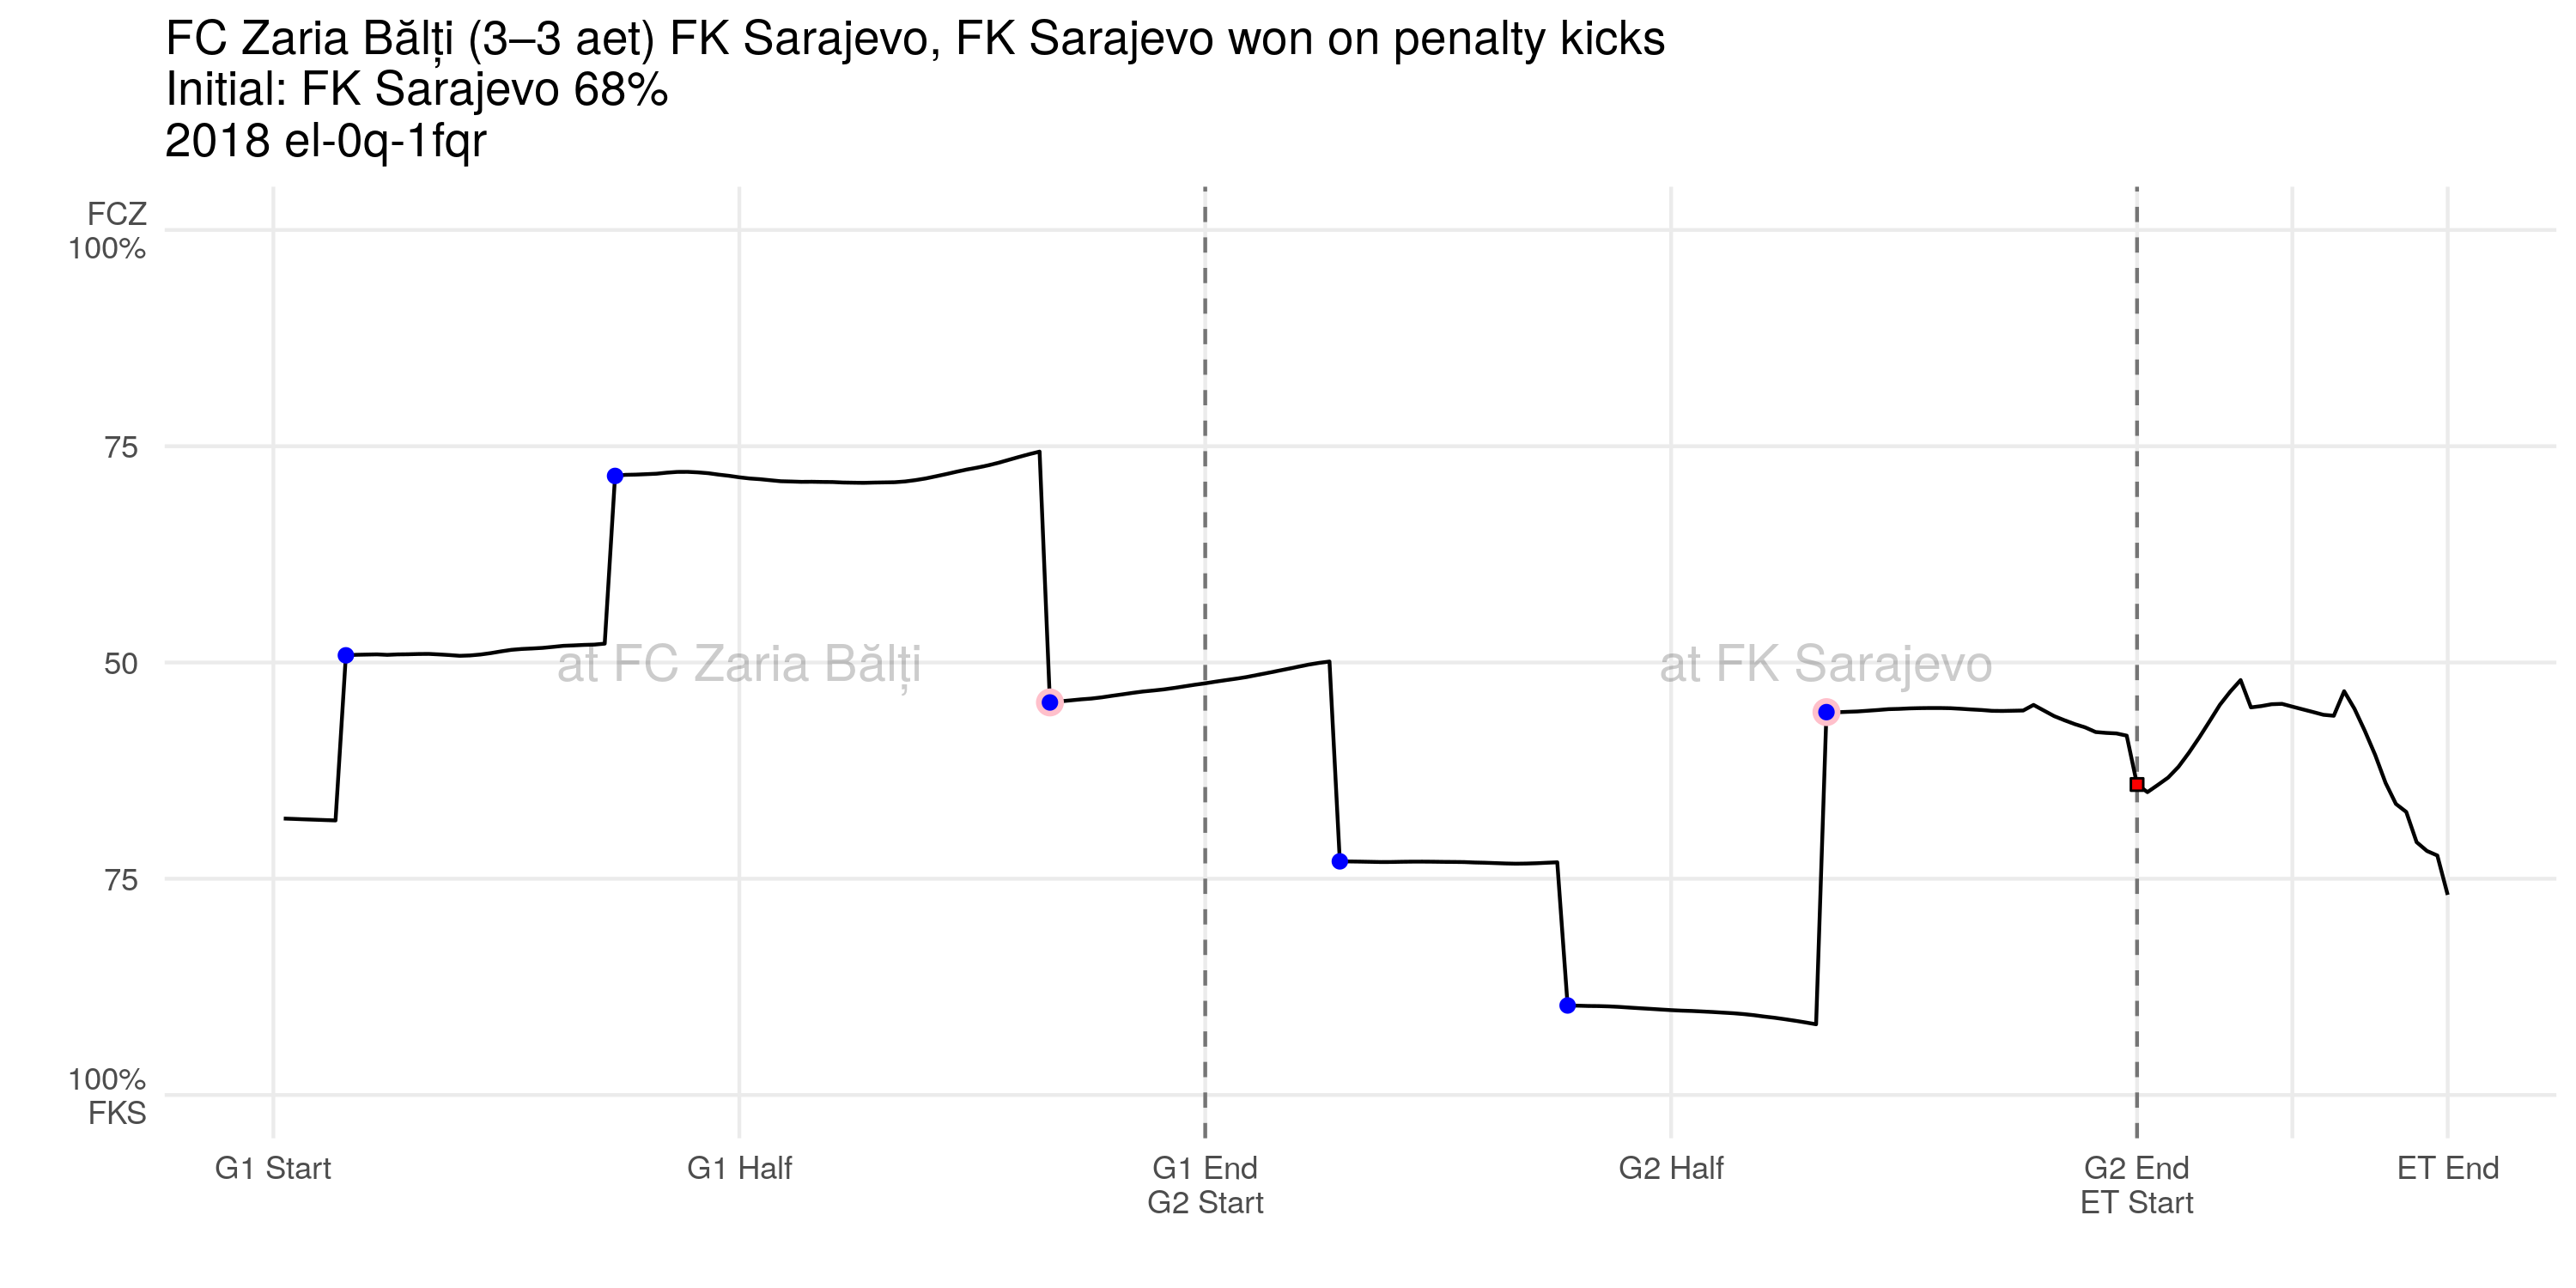 FC Zaria Bălți (3–3 aet) FK Sarajevo, FK Sarajevo won on penalty kicks
Initial: FK Sarajevo 68%
2018 el-0q-1fqr
FCZ
100%
75
50
75
100%
FKS
at FC Zaria Bălți
at FK Sarajevo
G1 Start
G1 Half
G1 End
G2 Start
G2 Half
G2 End
ET Start
ET End